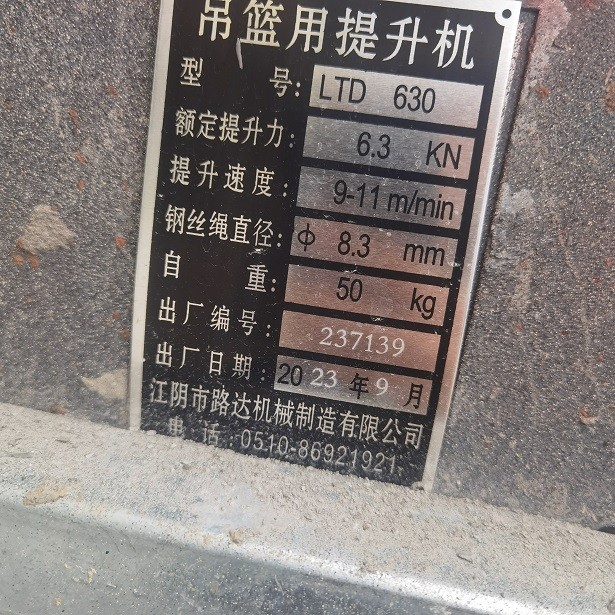 吊篮用提升机
型 号: LTD 630
额定提升力: 6.3 KN
提升速度: 9-11 m/min
钢丝绳直径: ф 8.3 mm
自 重: 50 kg
出厂编号: 237139
出厂日期: 2023年9月
江阴市路达机械制造有限公司
电 话:0510-86921921